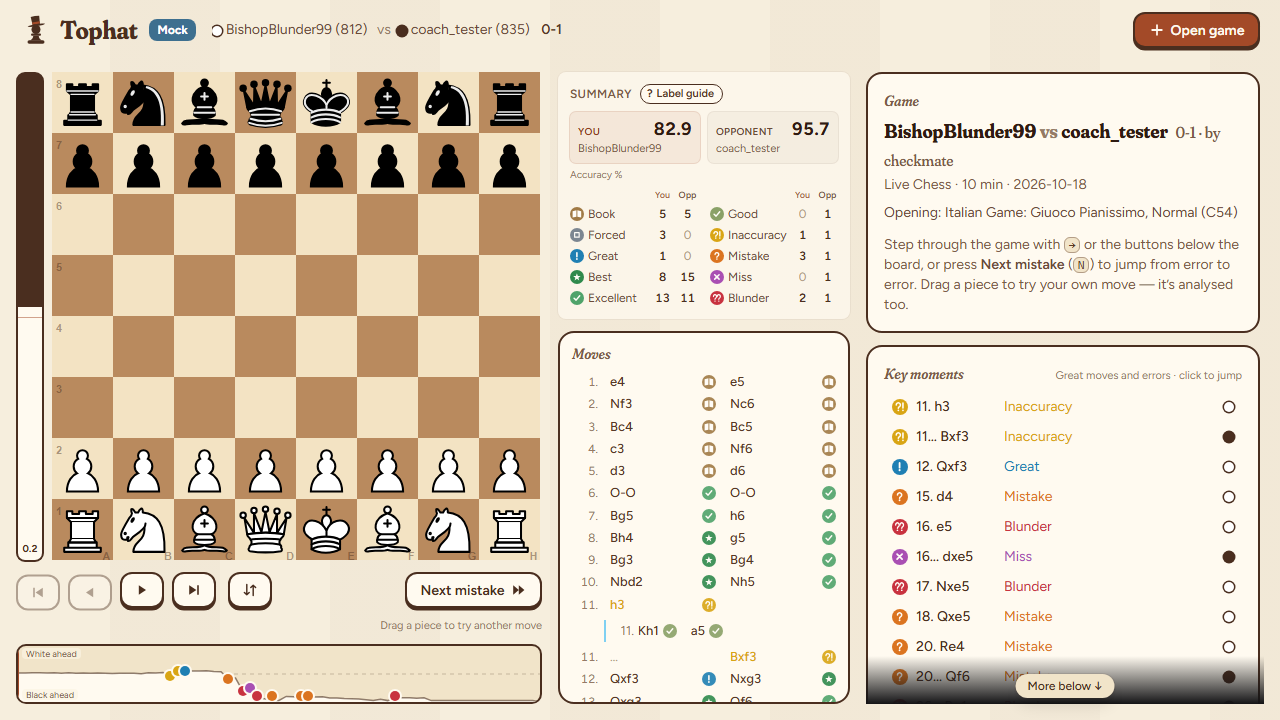 Tophat Mock BishopBlunder99 (812) vs coach_tester (835) 0-1
+ Open game
8
7
6
5
4
3
2
1
A B C D E F G H
0.2
Next mistake
Drag a piece to try another move
White ahead
Black ahead
SUMMARY ? Label guide
YOU 82.9
BishopBlunder99
OPPONENT 95.7
coach_tester
Accuracy %
You Opp You Opp
Book 5 5 Good 0 1
Forced 3 0 Inaccuracy 1 1
Great 1 0 Mistake 3 1
Best 8 15 Miss 0 1
Excellent 13 11 Blunder 2 1
Moves
1. e4 e5
2. Nf3 Nc6
3. Bc4 Bc5
4. c3 Nf6
5. d3 d6
6. O-O O-O
7. Bg5 h6
8. Bh4 g5
9. Bg3 Bg4
10. Nbd2 Nh5
11. h3
11. Kh1 a5
11. ... Bxf3
12. Qxf3 Nxg3
Game
BishopBlunder99 vs coach_tester 0-1 · by
checkmate
Live Chess · 10 min · 2026-10-18
Opening: Italian Game: Giuoco Pianissimo, Normal (C54)
Step through the game with → or the buttons below the
board, or press Next mistake (N) to jump from error to
error. Drag a piece to try your own move — it's analysed
too.
Key moments Great moves and errors · click to jump
11. h3 Inaccuracy
11... Bxf3 Inaccuracy
12. Qxf3 Great
15. d4 Mistake
16. e5 Blunder
16... dxe5 Miss
17. Nxe5 Blunder
18. Qxe5 Mistake
20. Re4 Mistake
20... Qf6
More below ↓